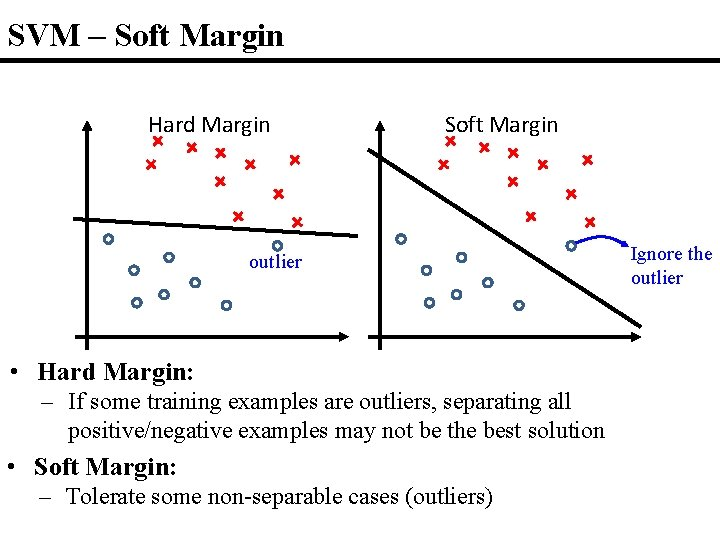 SVM – Soft Margin
Hard Margin
Soft Margin
outlier
Ignore the
outlier
• Hard Margin:
– If some training examples are outliers, separating all
positive/negative examples may not be the best solution
• Soft Margin:
– Tolerate some non-separable cases (outliers)